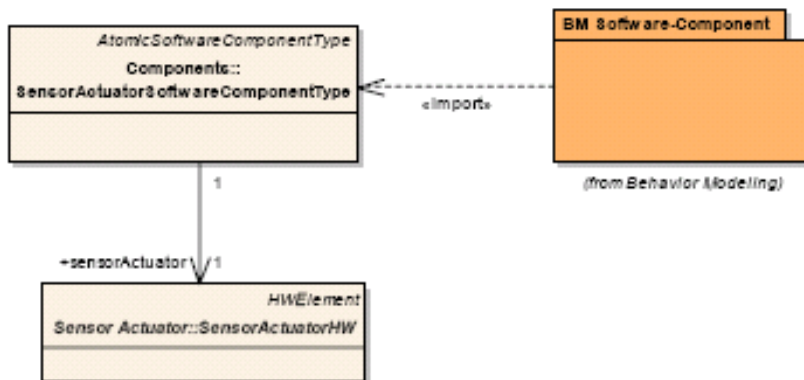 AtomicSoftwareComponentType
Components::
SensorActuatorSoftwareComponentType
BM Software-Component
«import»
(from Behavior Modeling)
1
+sensorActuator
1
HWElement
Sensor Actuator::SensorActuatorHW